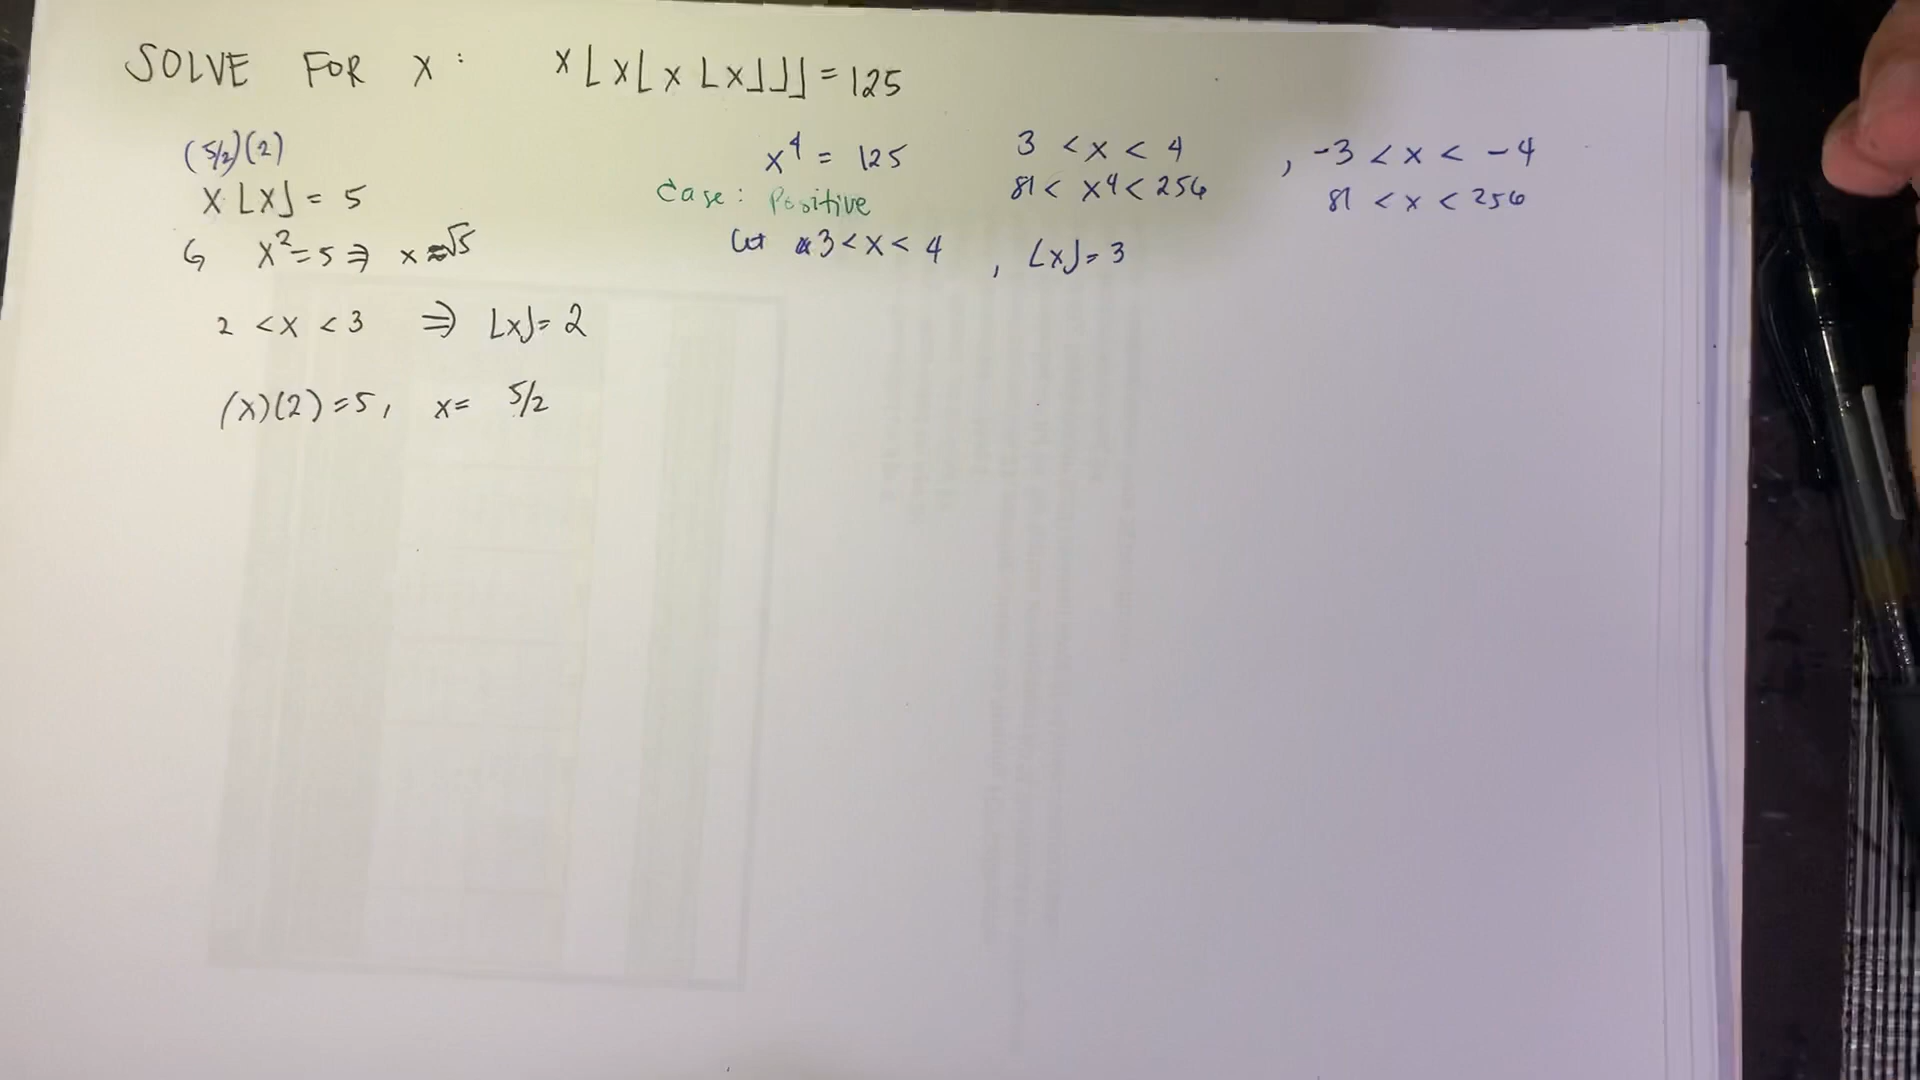 SOLVE FOR X : x⌊x⌊x⌊x⌋⌋⌋ = 125
(5/2)(2)
x⌊x⌋ = 5
x² = 5 ⇒ x ≈ √5
2 < x < 3 ⇒ ⌊x⌋ = 2
(x)(2) = 5, x = 5/2
x⁴ = 125
3 < x < 4 , -3 < x < -4
81 < x⁴ < 256
81 < x < 256
Case : Positive
let 3 < x < 4 , ⌊x⌋ = 3